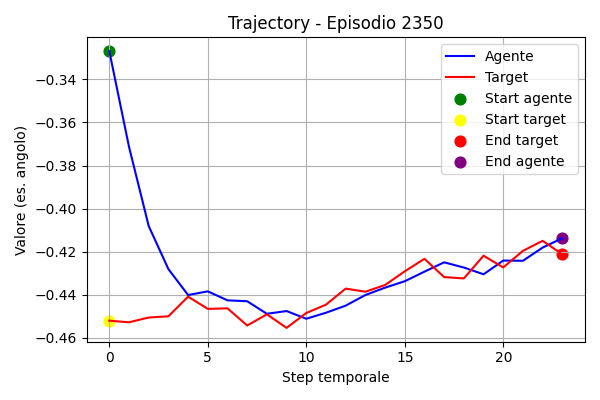 Trajectory - Episodio 2350
Agente
Target
Start agente
Start target
End target
End agente
Valore (es. angolo)
−0.34
−0.36
−0.38
−0.40
−0.42
−0.44
−0.46
0 5 10 15 20
Step temporale